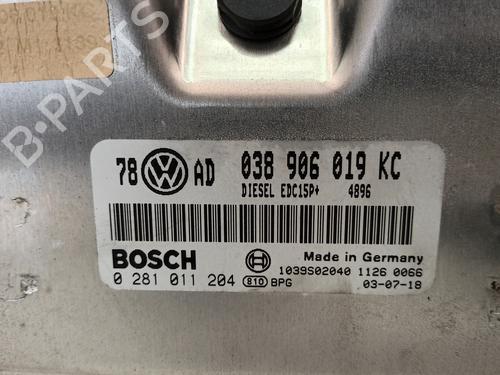 B-PARTS
78 VW AD 038 906 019 KC
DIESEL EDC15P+ 4896
BOSCH
Made in Germany
0 281 011 204 810 BPG
1039S02040 1126 0066
03-07-18